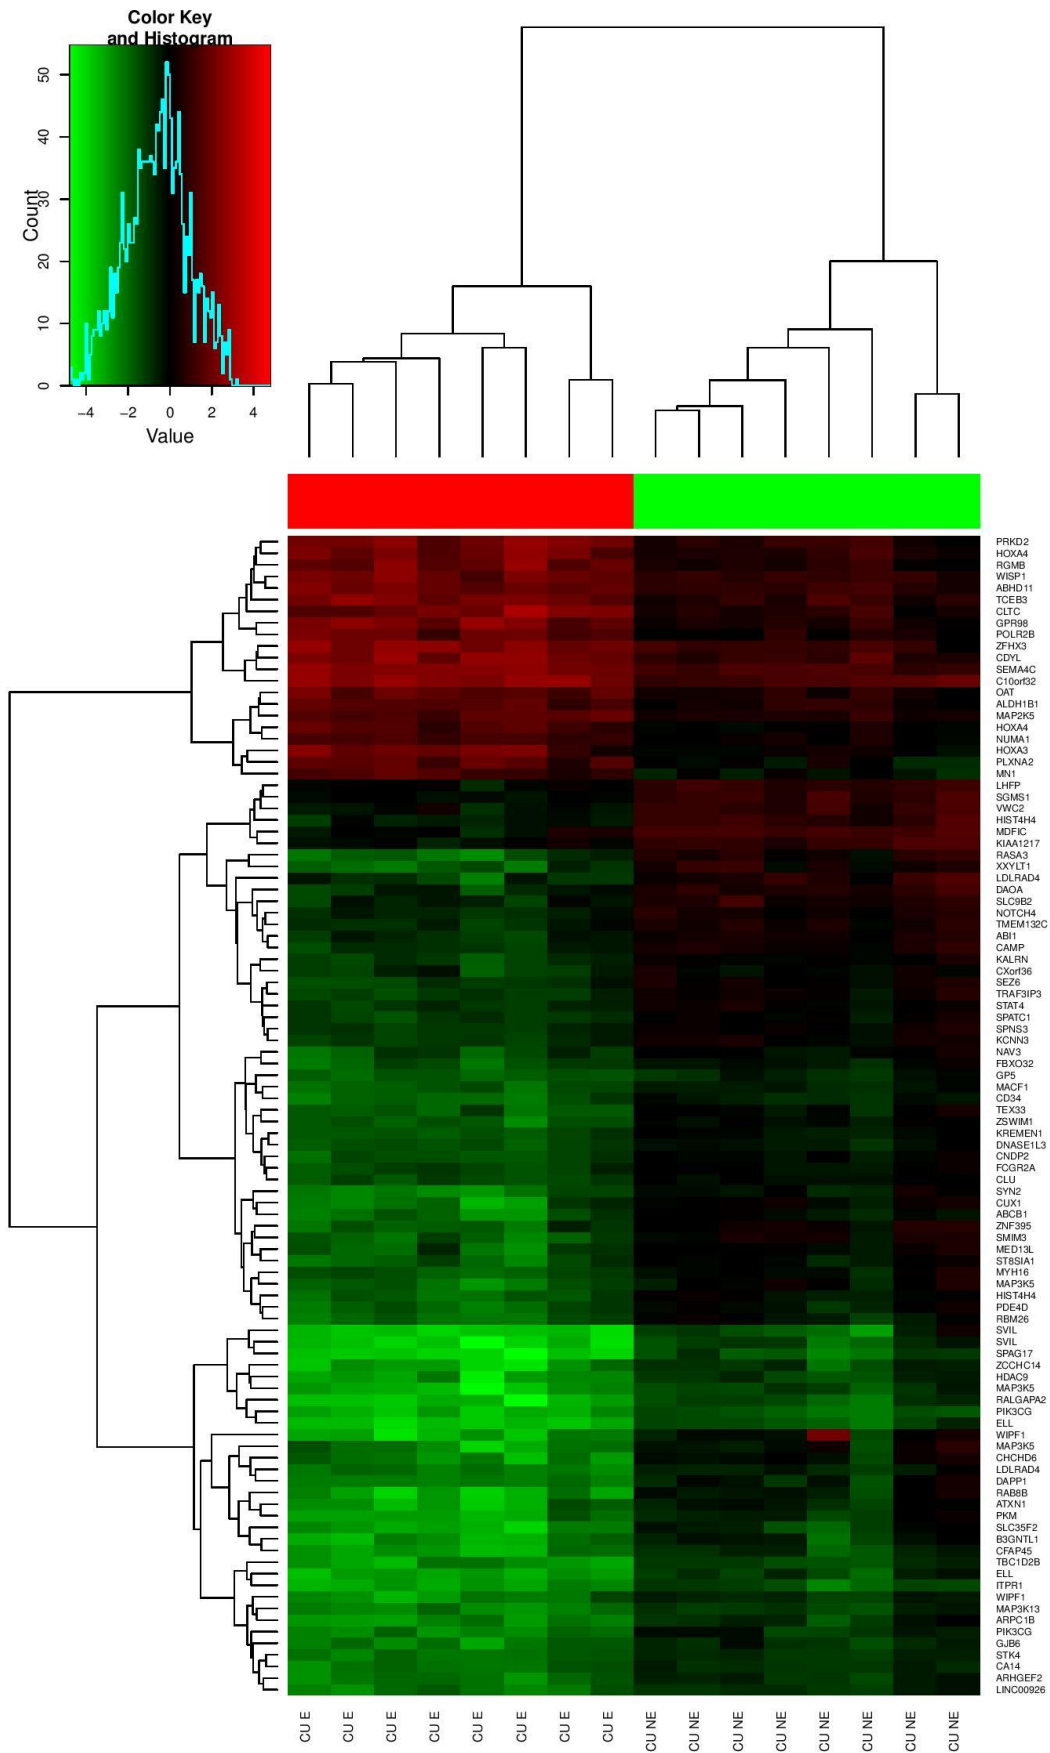 Color Key
and Histogram
Count
0
10
20
30
40
50
−4
−2
0
2
4
Value
PRKD2
HOXA4
RGMB
WISP1
ABHD11
TCEB3
CLTC
GPR98
POLR2B
ZFHX3
CDYL
SEMA4C
C10orf32
OAT
ALDH1B1
MAP2K5
HOXA4
NUMA1
HOXA3
PLXNA2
MN1
LHFP
SGMS1
VWC2
HIST4H4
MDFIC
KIAA1217
RASA3
XXYLT1
LDLRAD4
DAOA
SLC9B2
NOTCH4
TMEM132C
ABI1
CAMP
KALRN
CXorf36
SEZ6
TRAF3IP3
STAT4
SPATC1
SPNS3
KCNN3
NAV3
FBXO32
GP5
MACF1
CD34
TEX33
ZSWIM1
KREMEN1
DNASE1L3
CNDP2
FCGR2A
CLU
SYN2
CUX1
ABCB1
ZNF395
SMIM3
MED13L
ST8SIA1
MYH16
MAP3K5
HIST4H4
PDE4D
RBM26
SVIL
SVIL
SPAG17
ZCCHC14
HDAC9
MAP3K5
RALGAPA2
PIK3CG
ELL
WIPF1
MAP3K5
CHCHD6
LDLRAD4
DAPP1
RAB8B
ATXN1
PKM
SLC35F2
B3GNTL1
CFAP45
TBC1D2B
ELL
ITPR1
WIPF1
MAP3K13
ARPC1B
PIK3CG
GJB6
STK4
CA14
ARHGEF2
LINC00926
CU E
CU E
CU E
CU E
CU E
CU E
CU E
CU E
CU NE
CU NE
CU NE
CU NE
CU NE
CU NE
CU NE
CU NE